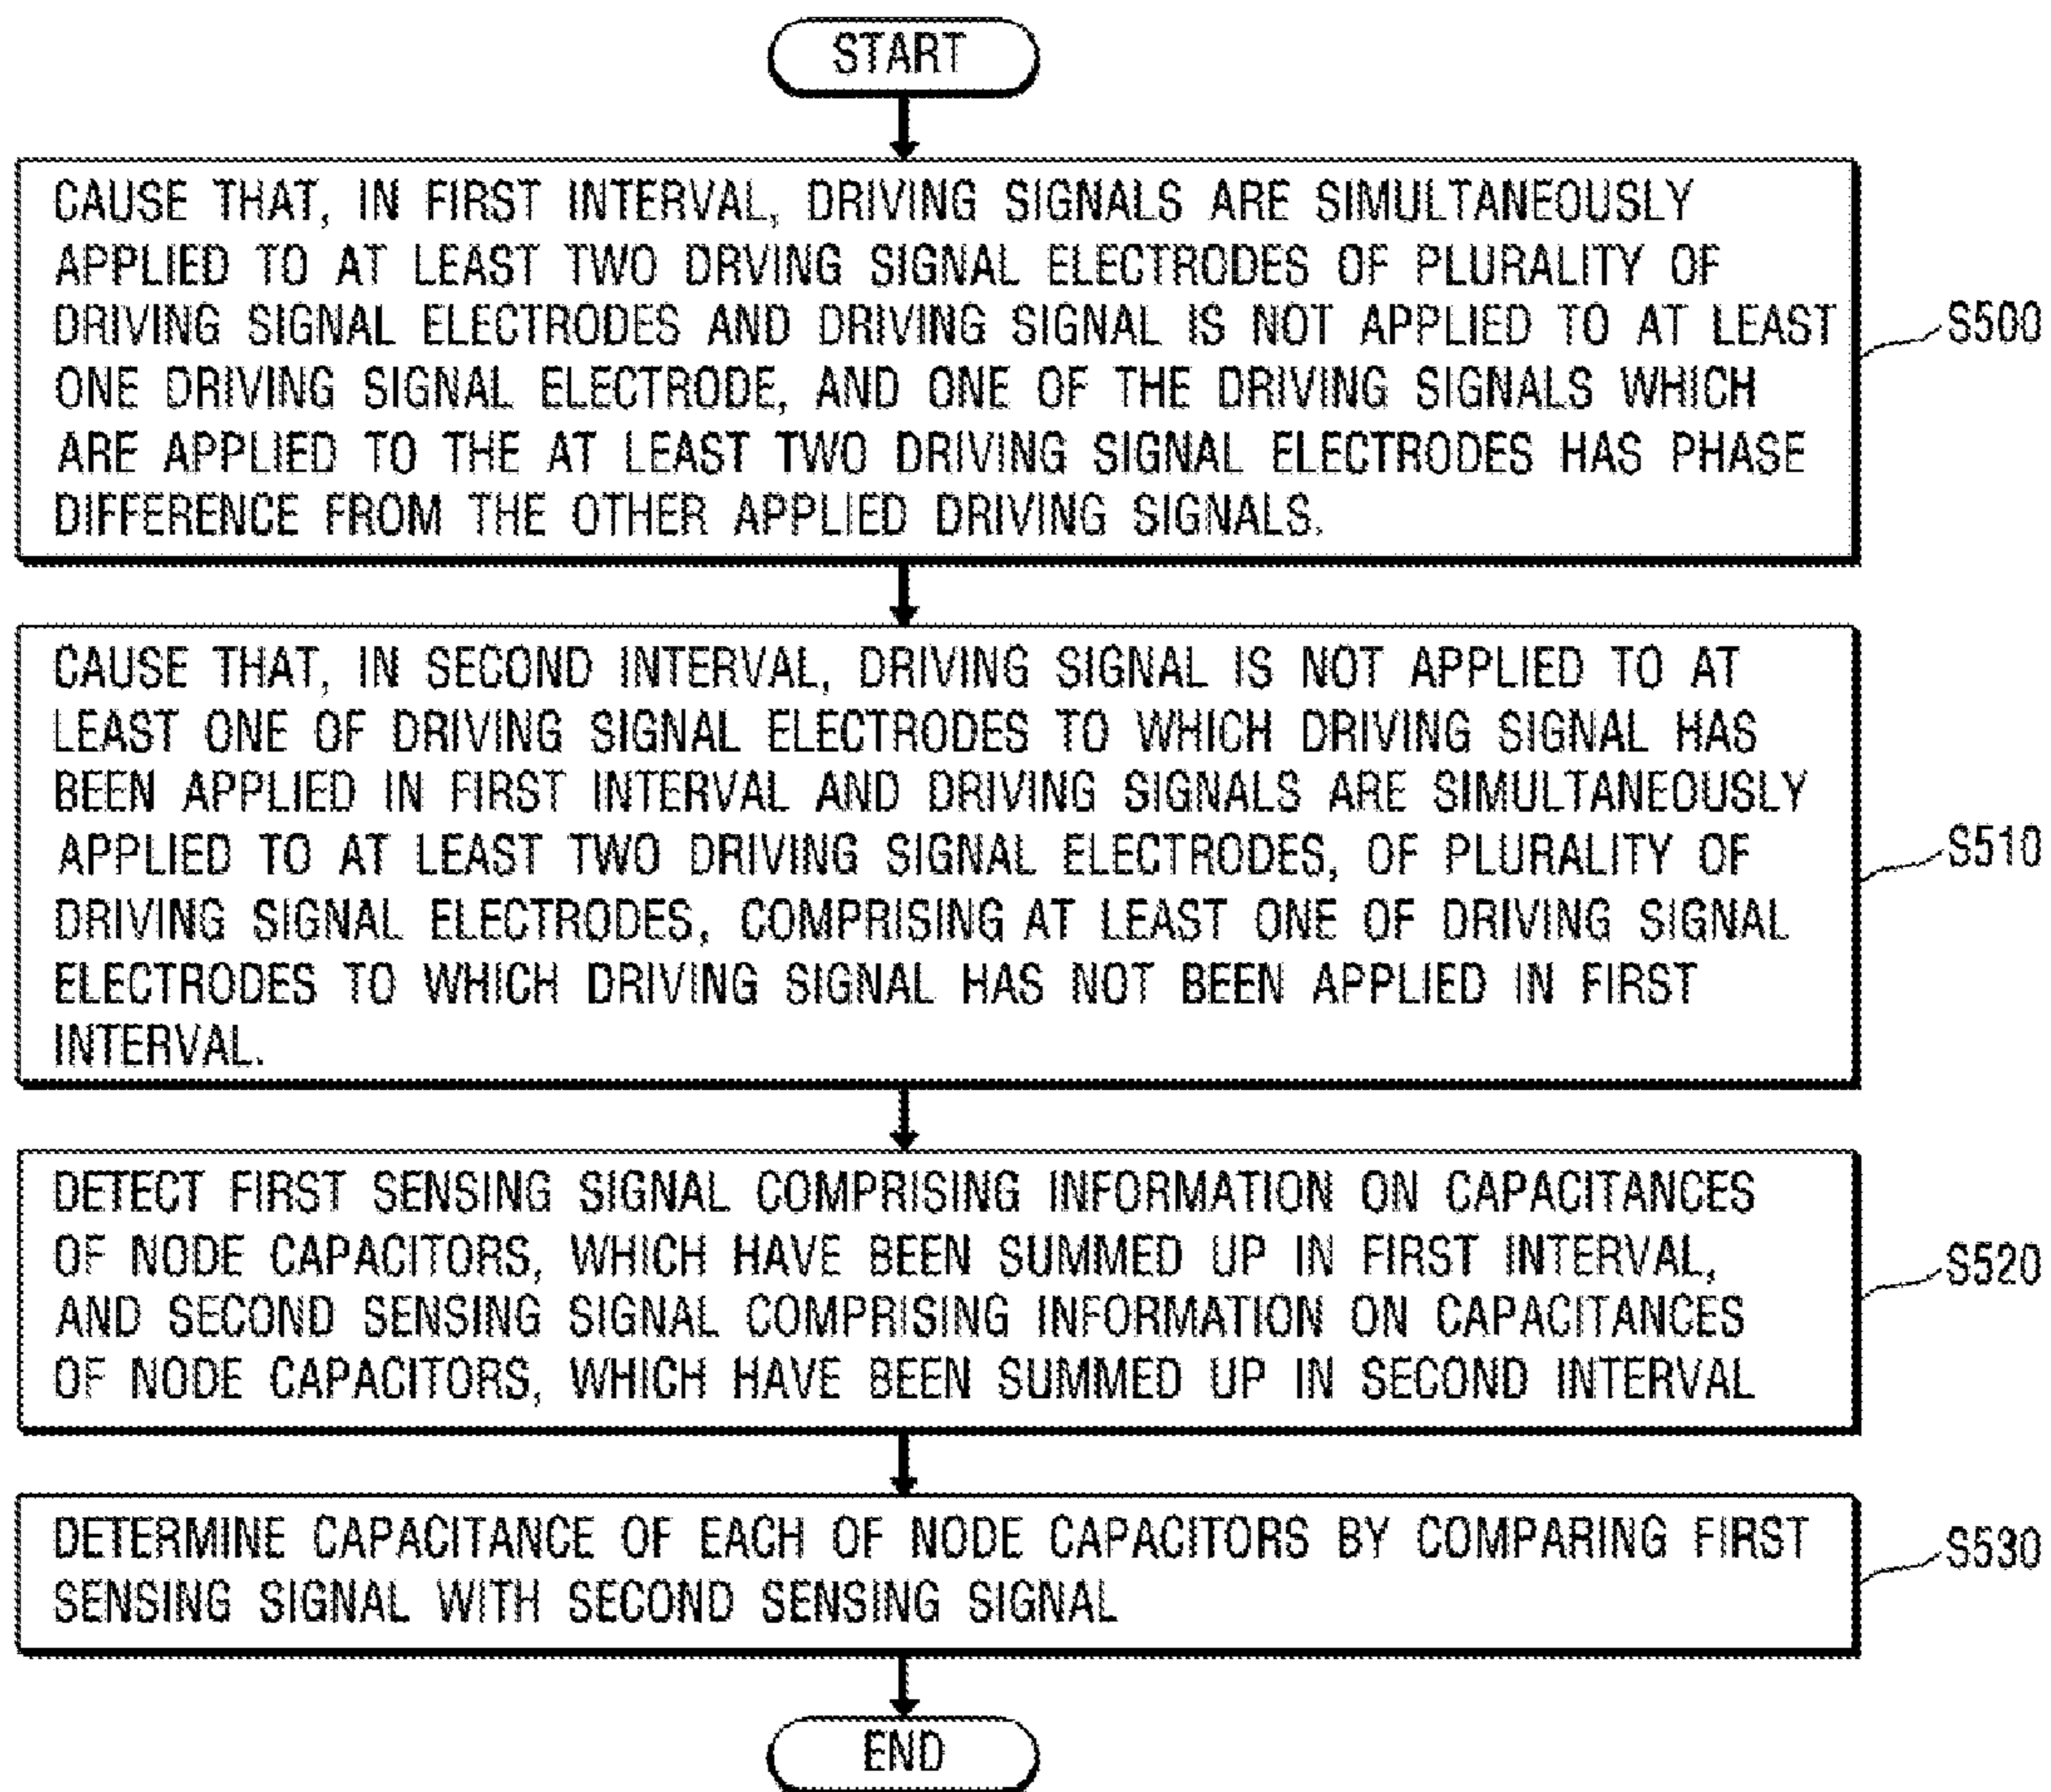 START
CAUSE THAT, IN FIRST INTERVAL, DRIVING SIGNALS ARE SIMULTANEOUSLY
APPLIED TO AT LEAST TWO DRVING SIGNAL ELECTRODES OF PLURALITY OF
DRIVING SIGNAL ELECTRODES AND DRIVING SIGNAL IS NOT APPLIED TO AT LEAST
ONE DRIVING SIGNAL ELECTRODE, AND ONE OF THE DRIVING SIGNALS WHICH
ARE APPLIED TO THE AT LEAST TWO DRIVING SIGNAL ELECTRODES HAS PHASE
DIFFERENCE FROM THE OTHER APPLIED DRIVING SIGNALS.
S500
CAUSE THAT, IN SECOND INTERVAL, DRIVING SIGNAL IS NOT APPLIED TO AT
LEAST ONE OF DRIVING SIGNAL ELECTRODES TO WHICH DRIVING SIGNAL HAS
BEEN APPLIED IN FIRST INTERVAL AND DRIVING SIGNALS ARE SIMULTANEOUSLY
APPLIED TO AT LEAST TWO DRIVING SIGNAL ELECTRODES, OF PLURALITY OF
DRIVING SIGNAL ELECTRODES, COMPRISING AT LEAST ONE OF DRIVING SIGNAL
ELECTRODES TO WHICH DRIVING SIGNAL HAS NOT BEEN APPLIED IN FIRST
INTERVAL.
S510
DETECT FIRST SENSING SIGNAL COMPRISING INFORMATION ON CAPACITANCES
OF NODE CAPACITORS, WHICH HAVE BEEN SUMMED UP IN FIRST INTERVAL,
AND SECOND SENSING SIGNAL COMPRISING INFORMATION ON CAPACITANCES
OF NODE CAPACITORS, WHICH HAVE BEEN SUMMED UP IN SECOND INTERVAL
S520
DETERMINE CAPACITANCE OF EACH OF NODE CAPACITORS BY COMPARING FIRST
SENSING SIGNAL WITH SECOND SENSING SIGNAL
S530
END